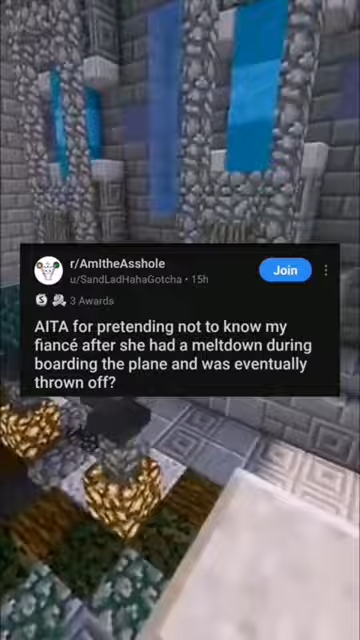 r/AmItheAsshole
u/SandLadHahaGotcha • 15h
Join
3 Awards
AITA for pretending not to know my
fiancé after she had a meltdown during
boarding the plane and was eventually
thrown off?